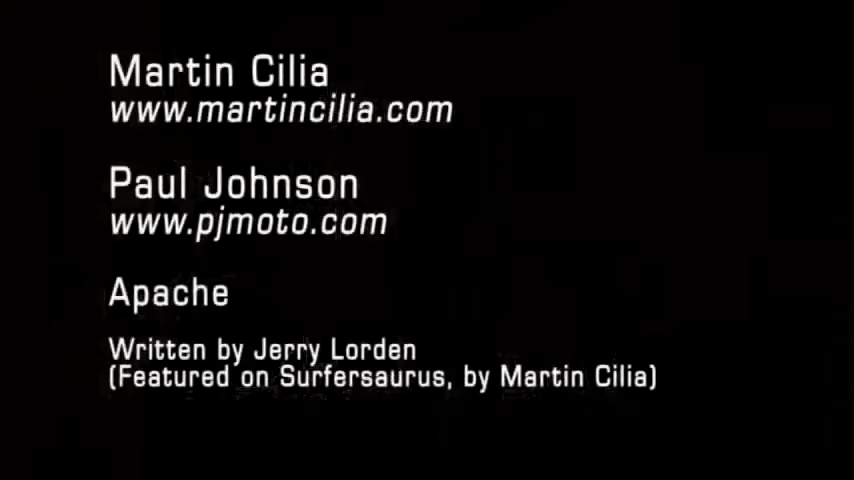 Martin Cilia
www.martincilia.com
Paul Johnson
www.pjmoto.com
Apache
Written by Jerry Lorden
(Featured on Surfersaurus, by Martin Cilia)